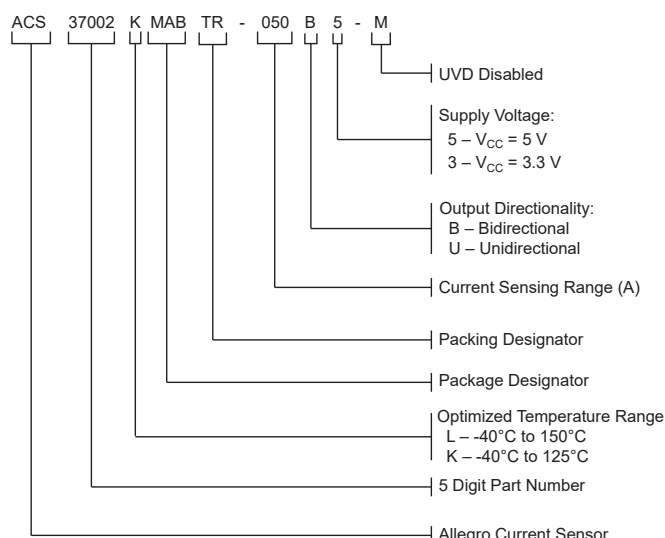 ACS 37002 K MAB TR - 050 B 5 - M
UVD Disabled
Supply Voltage:
5 – VCC = 5 V
3 – VCC = 3.3 V
Output Directionality:
B – Bidirectional
U – Unidirectional
Current Sensing Range (A)
Packing Designator
Package Designator
Optimized Temperature Range
L – -40°C to 150°C
K – -40°C to 125°C
5 Digit Part Number
Allegro Current Sensor